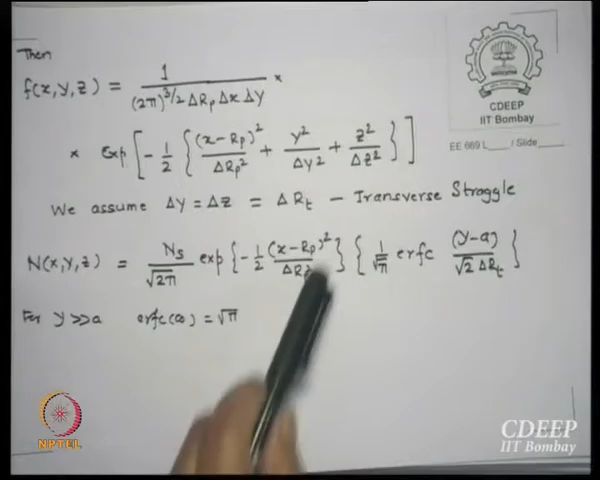 Then
f(x,y,z) = 1 / (2π)^3/2 ΔRp Δx Δy ×
× Exp [ -1/2 { (x-Rp)^2 / ΔRp^2 + y^2 / Δy^2 + z^2 / Δz^2 } ]
We assume Δy = Δz = ΔRt – Transverse Straggle
N(x,y,z) = Ns / √2π exp { -1/2 (x-Rp)^2 / ΔRp } { 1/√π erfc (y-a) / √2 ΔRt }
For y >> a erfc(∞) = √π
CDEEP
IIT Bombay
EE 669 L___ / Slide___
NPTEL
CDEEP
IIT Bombay